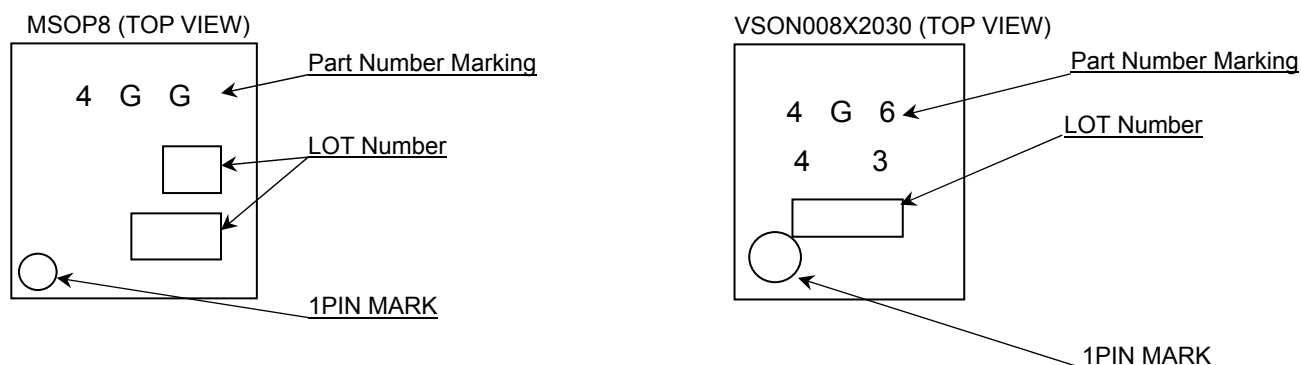 MSOP8 (TOP VIEW)
Part Number Marking
4 G G
LOT Number
1PIN MARK
VSON008X2030 (TOP VIEW)
Part Number Marking
4 G 6
LOT Number
4 3
1PIN MARK